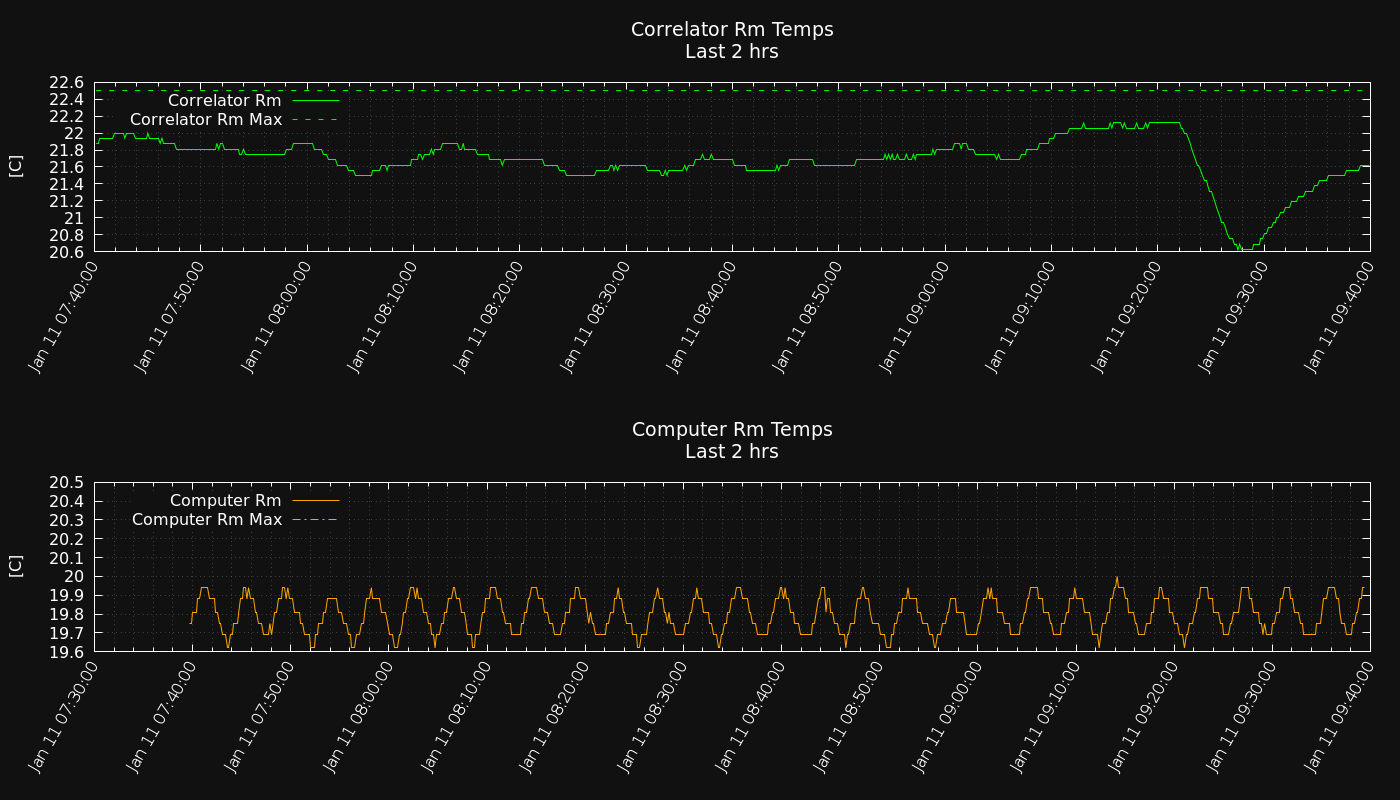 Correlator Rm Temps
Last 2 hrs
[C]
22.6
22.4
22.2
22
21.8
21.6
21.4
21.2
21
20.8
20.6
Correlator Rm
Correlator Rm Max
Jan 11 07:40:00
Jan 11 07:50:00
Jan 11 08:00:00
Jan 11 08:10:00
Jan 11 08:20:00
Jan 11 08:30:00
Jan 11 08:40:00
Jan 11 08:50:00
Jan 11 09:00:00
Jan 11 09:10:00
Jan 11 09:20:00
Jan 11 09:30:00
Jan 11 09:40:00
Computer Rm Temps
Last 2 hrs
[C]
20.5
20.4
20.3
20.2
20.1
20
19.9
19.8
19.7
19.6
Computer Rm
Computer Rm Max
Jan 11 07:30:00
Jan 11 07:40:00
Jan 11 07:50:00
Jan 11 08:00:00
Jan 11 08:10:00
Jan 11 08:20:00
Jan 11 08:30:00
Jan 11 08:40:00
Jan 11 08:50:00
Jan 11 09:00:00
Jan 11 09:10:00
Jan 11 09:20:00
Jan 11 09:30:00
Jan 11 09:40:00